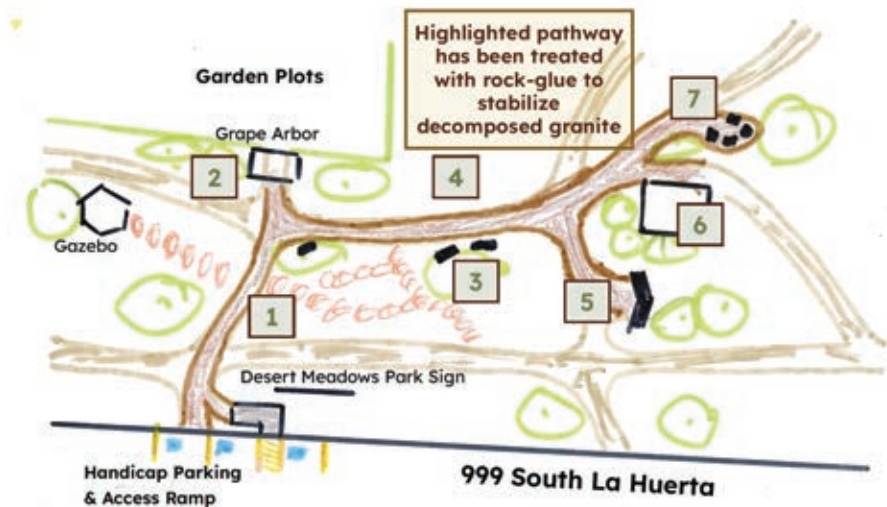 Highlighted pathway
has been treated
with rock-glue to
stabilize
decomposed granite
Garden Plots
Grape Arbor
7
2
4
Gazebo
6
3
5
1
Desert Meadows Park Sign
Handicap Parking
& Access Ramp
999 South La Huerta